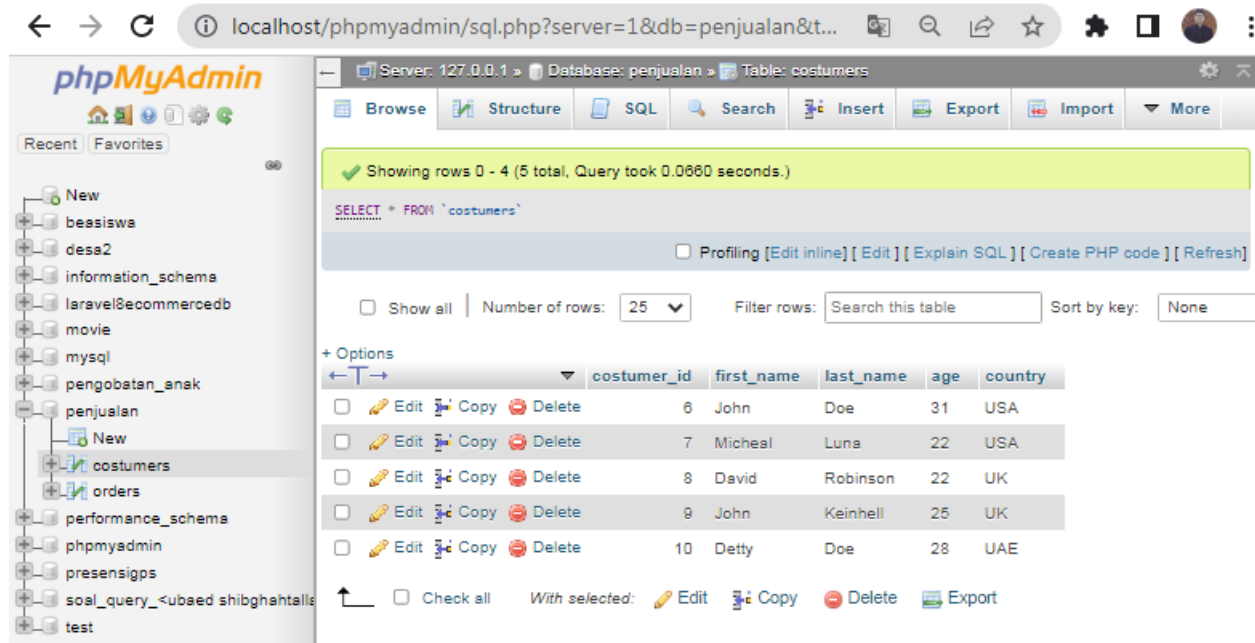 localhost/phpmyadmin/sql.php?server=1&db=penjualan&t...
phpMyAdmin
Recent Favorites
New
beasiswa
desa2
information_schema
laravel8ecommercedb
movie
mysql
pengobatan_anak
penjualan
New
costumers
orders
performance_schema
phpmyadmin
presensigps
soal_query_<ubaed shibghahtalla
test
Server: 127.0.0.1 » Database: penjualan » Table: costumers
Browse Structure SQL Search Insert Export Import More
Showing rows 0 - 4 (5 total, Query took 0.0660 seconds.)
SELECT * FROM `costumers`
Profiling [Edit inline] [ Edit ] [ Explain SQL ] [ Create PHP code ] [ Refresh]
Show all Number of rows: 25 Filter rows: Search this table Sort by key: None
+ Options
←T→ costumer_id first_name last_name age country
Edit Copy Delete 6 John Doe 31 USA
Edit Copy Delete 7 Micheal Luna 22 USA
Edit Copy Delete 8 David Robinson 22 UK
Edit Copy Delete 9 John Keinhell 25 UK
Edit Copy Delete 10 Detty Doe 28 UAE
Check all With selected: Edit Copy Delete Export